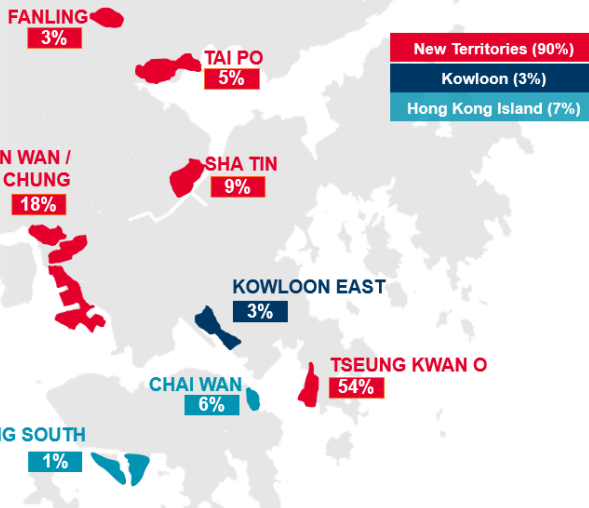 FANLING
3%
TAI PO
5%
New Territories (90%)
Kowloon (3%)
Hong Kong Island (7%)
N WAN /
CHUNG
18%
SHA TIN
9%
KOWLOON EAST
3%
TSEUNG KWAN O
54%
CHAI WAN
6%
G SOUTH
1%